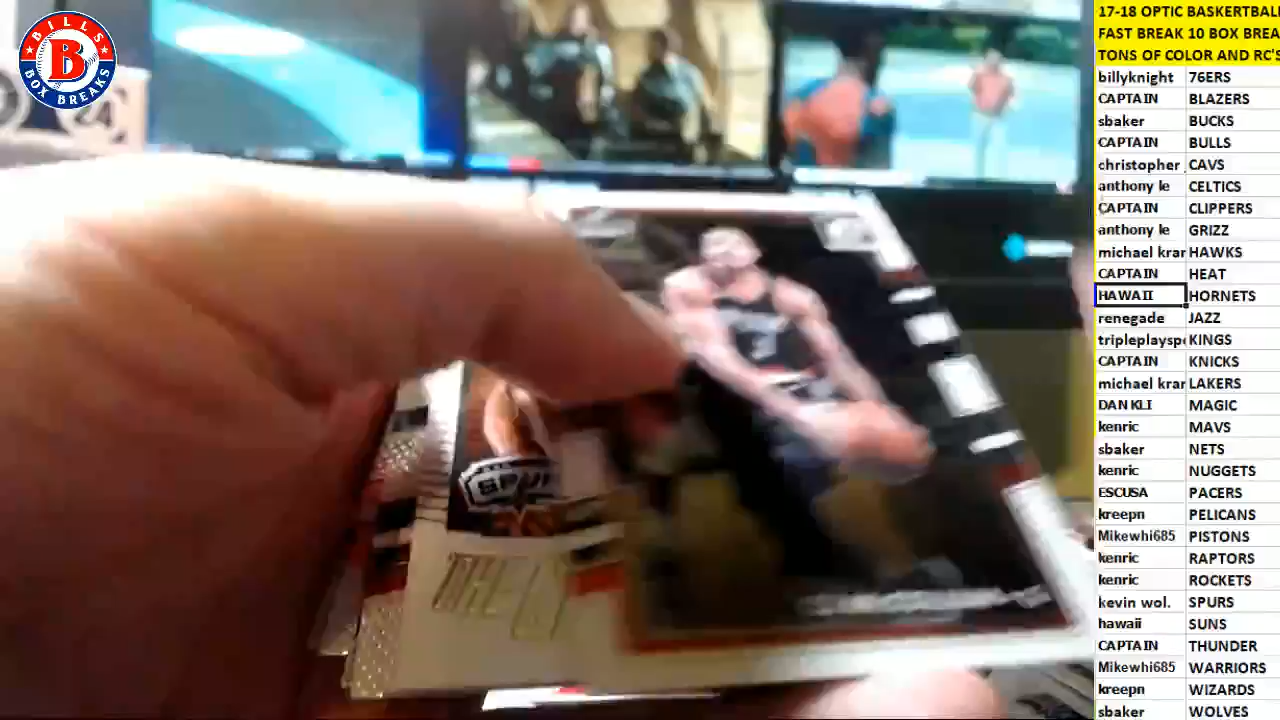 BILLS
B
BOX BREAKS
17-18 OPTIC BASKERTBALL
FAST BREAK 10 BOX BREA
TONS OF COLOR AND RC'S
billyknight 76ERS
CAPTAIN BLAZERS
sbaker BUCKS
CAPTAIN BULLS
christopher CAVS
anthony le CELTICS
CAPTAIN CLIPPERS
anthony le GRIZZ
michael krar HAWKS
CAPTAIN HEAT
HAWAII HORNETS
renegade JAZZ
tripleplayspo KINGS
CAPTAIN KNICKS
michael krar LAKERS
DAN KLI MAGIC
kenric MAVS
sbaker NETS
kenric NUGGETS
ESCUSA PACERS
kreepn PELICANS
Mikewhi685 PISTONS
kenric RAPTORS
kenric ROCKETS
kevin wol. SPURS
hawaii SUNS
CAPTAIN THUNDER
Mikewhi685 WARRIORS
kreepn WIZARDS
sbaker WOLVES
SPURS